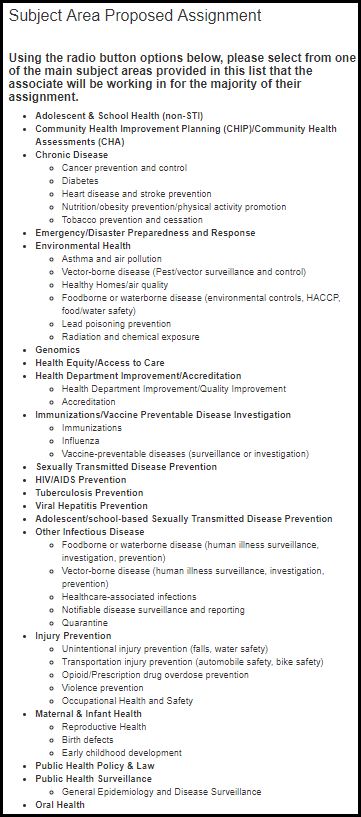 Subject Area Proposed Assignment
Using the radio button options below, please select from one
of the main subject areas provided in this list that the
associate will be working in for the majority of their
assignment.
Adolescent & School Health (non-STI)
Community Health Improvement Planning (CHIP)/Community Health
Assessments (CHA)
Chronic Disease
Cancer prevention and control
Diabetes
Heart disease and stroke prevention
Nutrition/obesity prevention/physical activity promotion
Tobacco prevention and cessation
Emergency/Disaster Preparedness and Response
Environmental Health
Asthma and air pollution
Vector-borne disease (Pest/vector surveillance and control)
Healthy Homes/air quality
Foodborne or waterborne disease (environmental controls, HACCP,
food/water safety)
Lead poisoning prevention
Radiation and chemical exposure
Genomics
Health Equity/Access to Care
Health Department Improvement/Accreditation
Health Department Improvement/Quality Improvement
Accreditation
Immunizations/Vaccine Preventable Disease Investigation
Immunizations
Influenza
Vaccine-preventable diseases (surveillance or investigation)
Sexually Transmitted Disease Prevention
HIV/AIDS Prevention
Tuberculosis Prevention
Viral Hepatitis Prevention
Adolescent/school-based Sexually Transmitted Disease Prevention
Other Infectious Disease
Foodborne or waterborne disease (human illness surveillance,
investigation, prevention)
Vector-borne disease (human illness surveillance, investigation,
prevention)
Healthcare-associated infections
Notifiable disease surveillance and reporting
Quarantine
Injury Prevention
Unintentional injury prevention (falls, water safety)
Transportation injury prevention (automobile safety, bike safety)
Opioid/Prescription drug overdose prevention
Violence prevention
Occupational Health and Safety
Maternal & Infant Health
Reproductive Health
Birth defects
Early childhood development
Public Health Policy & Law
Public Health Surveillance
General Epidemiology and Disease Surveillance
Oral Health